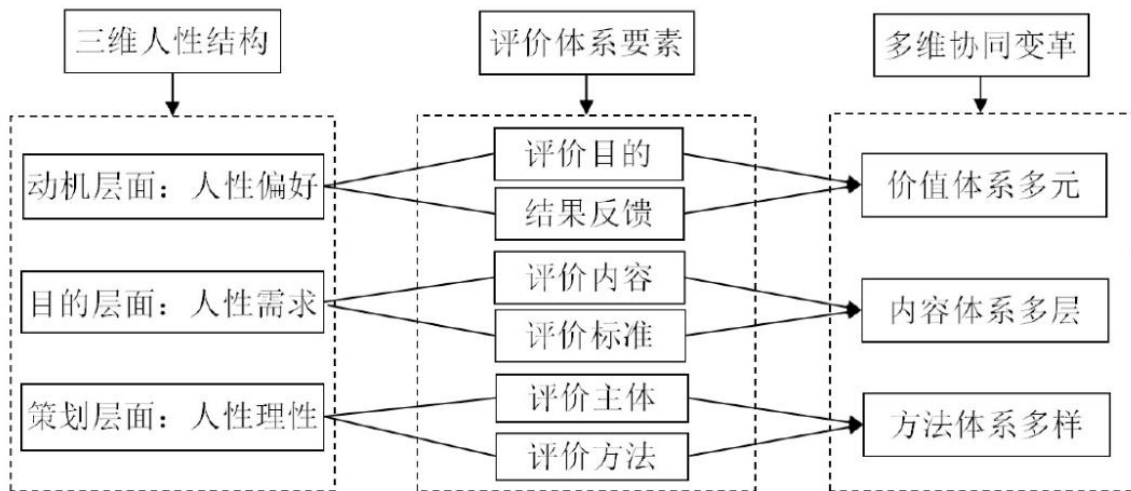 三维人性结构
评价体系要素
多维协同变革
动机层面：人性偏好
评价目的
结果反馈
价值体系多元
目的层面：人性需求
评价内容
评价标准
内容体系多层
策划层面：人性理性
评价主体
评价方法
方法体系多样